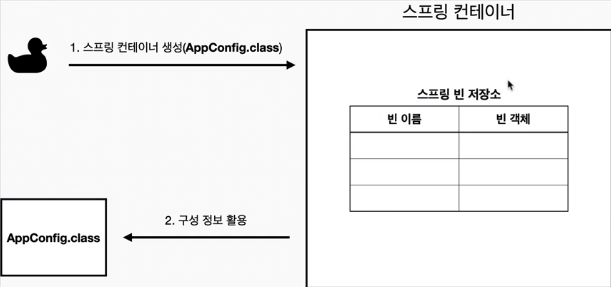 스프링 컨테이너
1. 스프링 컨테이너 생성(AppConfig.class)
스프링 빈 저장소
빈 이름
빈 객체
2. 구성 정보 활용
AppConfig.class